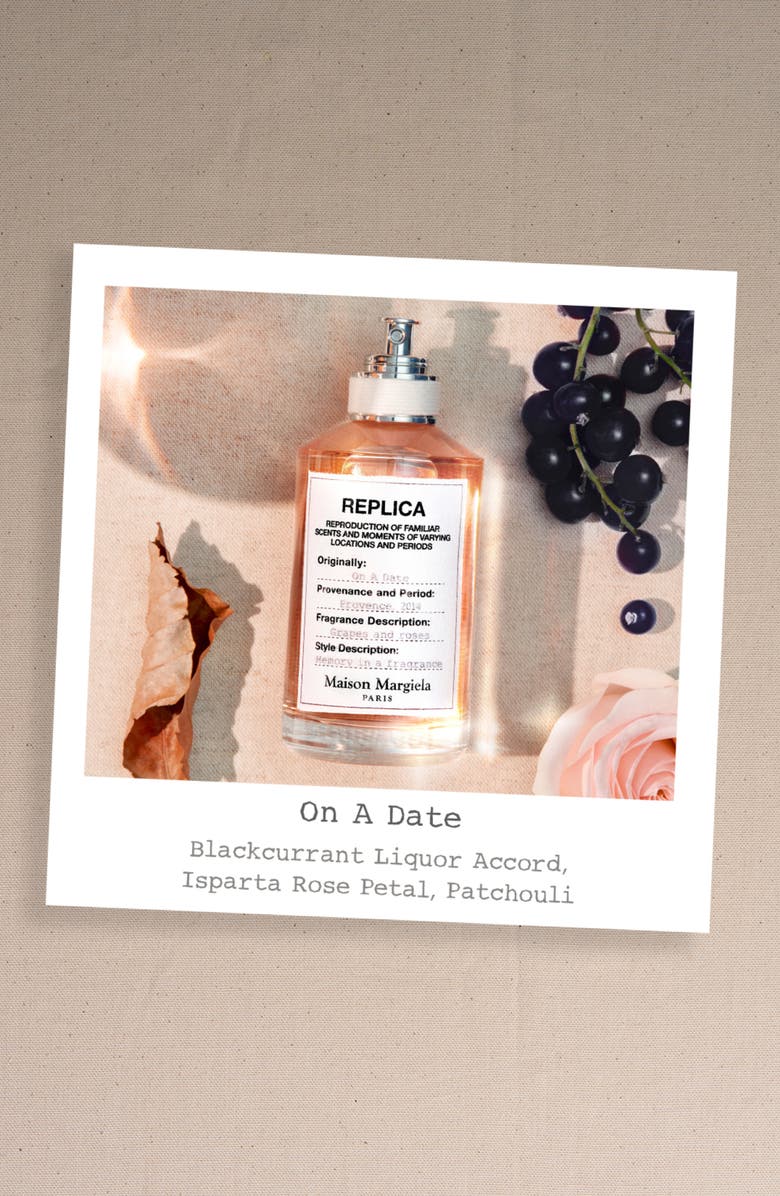 REPLICA
REPRODUCTION OF FAMILIAR
SCENTS AND MOMENTS OF VARYING
LOCATIONS AND PERIODS
Originally:
On A Date
Provenance and Period:
Provence, 2014
Fragrance Description:
Grapes and roses
Style Description:
Memory in a fragrance
Maison Margiela
PARIS
On A Date
Blackcurrant Liquor Accord,
Isparta Rose Petal, Patchouli